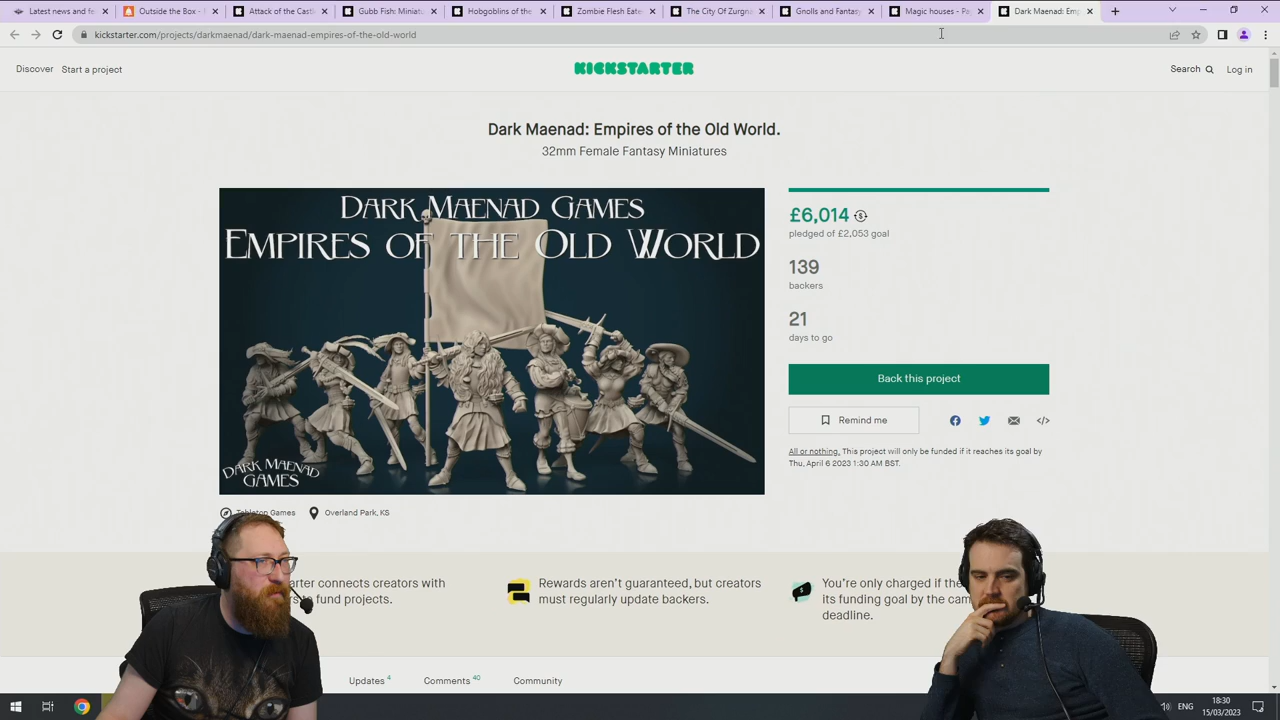 Latest news fr
Outside the Box -
Attack of the Castl
Gubb Fish: Miniatu
Hobgoblins of the
Zombie Flesh Eate
The City Of Zurgna
Gnolls and Fantasy
Magic houses - Pa
Dark Maenad: Emp
kickstarter.com/projects/darkmaenad/dark-maenad-empires-of-the-old-world
Discover
Start a project
KICKSTARTER
Search
Log in
Dark Maenad: Empires of the Old World.
32mm Female Fantasy Miniatures
DARK MAENAD GAMES
EMPIRES OF THE OLD WORLD
DARK MAENAD
GAMES
£6,014
pledged of £2,053 goal
139
backers
21
days to go
Back this project
Remind me
All or nothing. This project will only be funded if it reaches its goal by
Thu, April 6 2023 1:30 AM BST.
Games
Overland Park, KS
arter connects creators with
fund projects.
Rewards aren't guaranteed, but creators
must regularly update backers.
You're only charged if the
its funding goal by the cam
deadline.
Updates 4
Comments 40
Community
ENG
18:30
15/03/2023